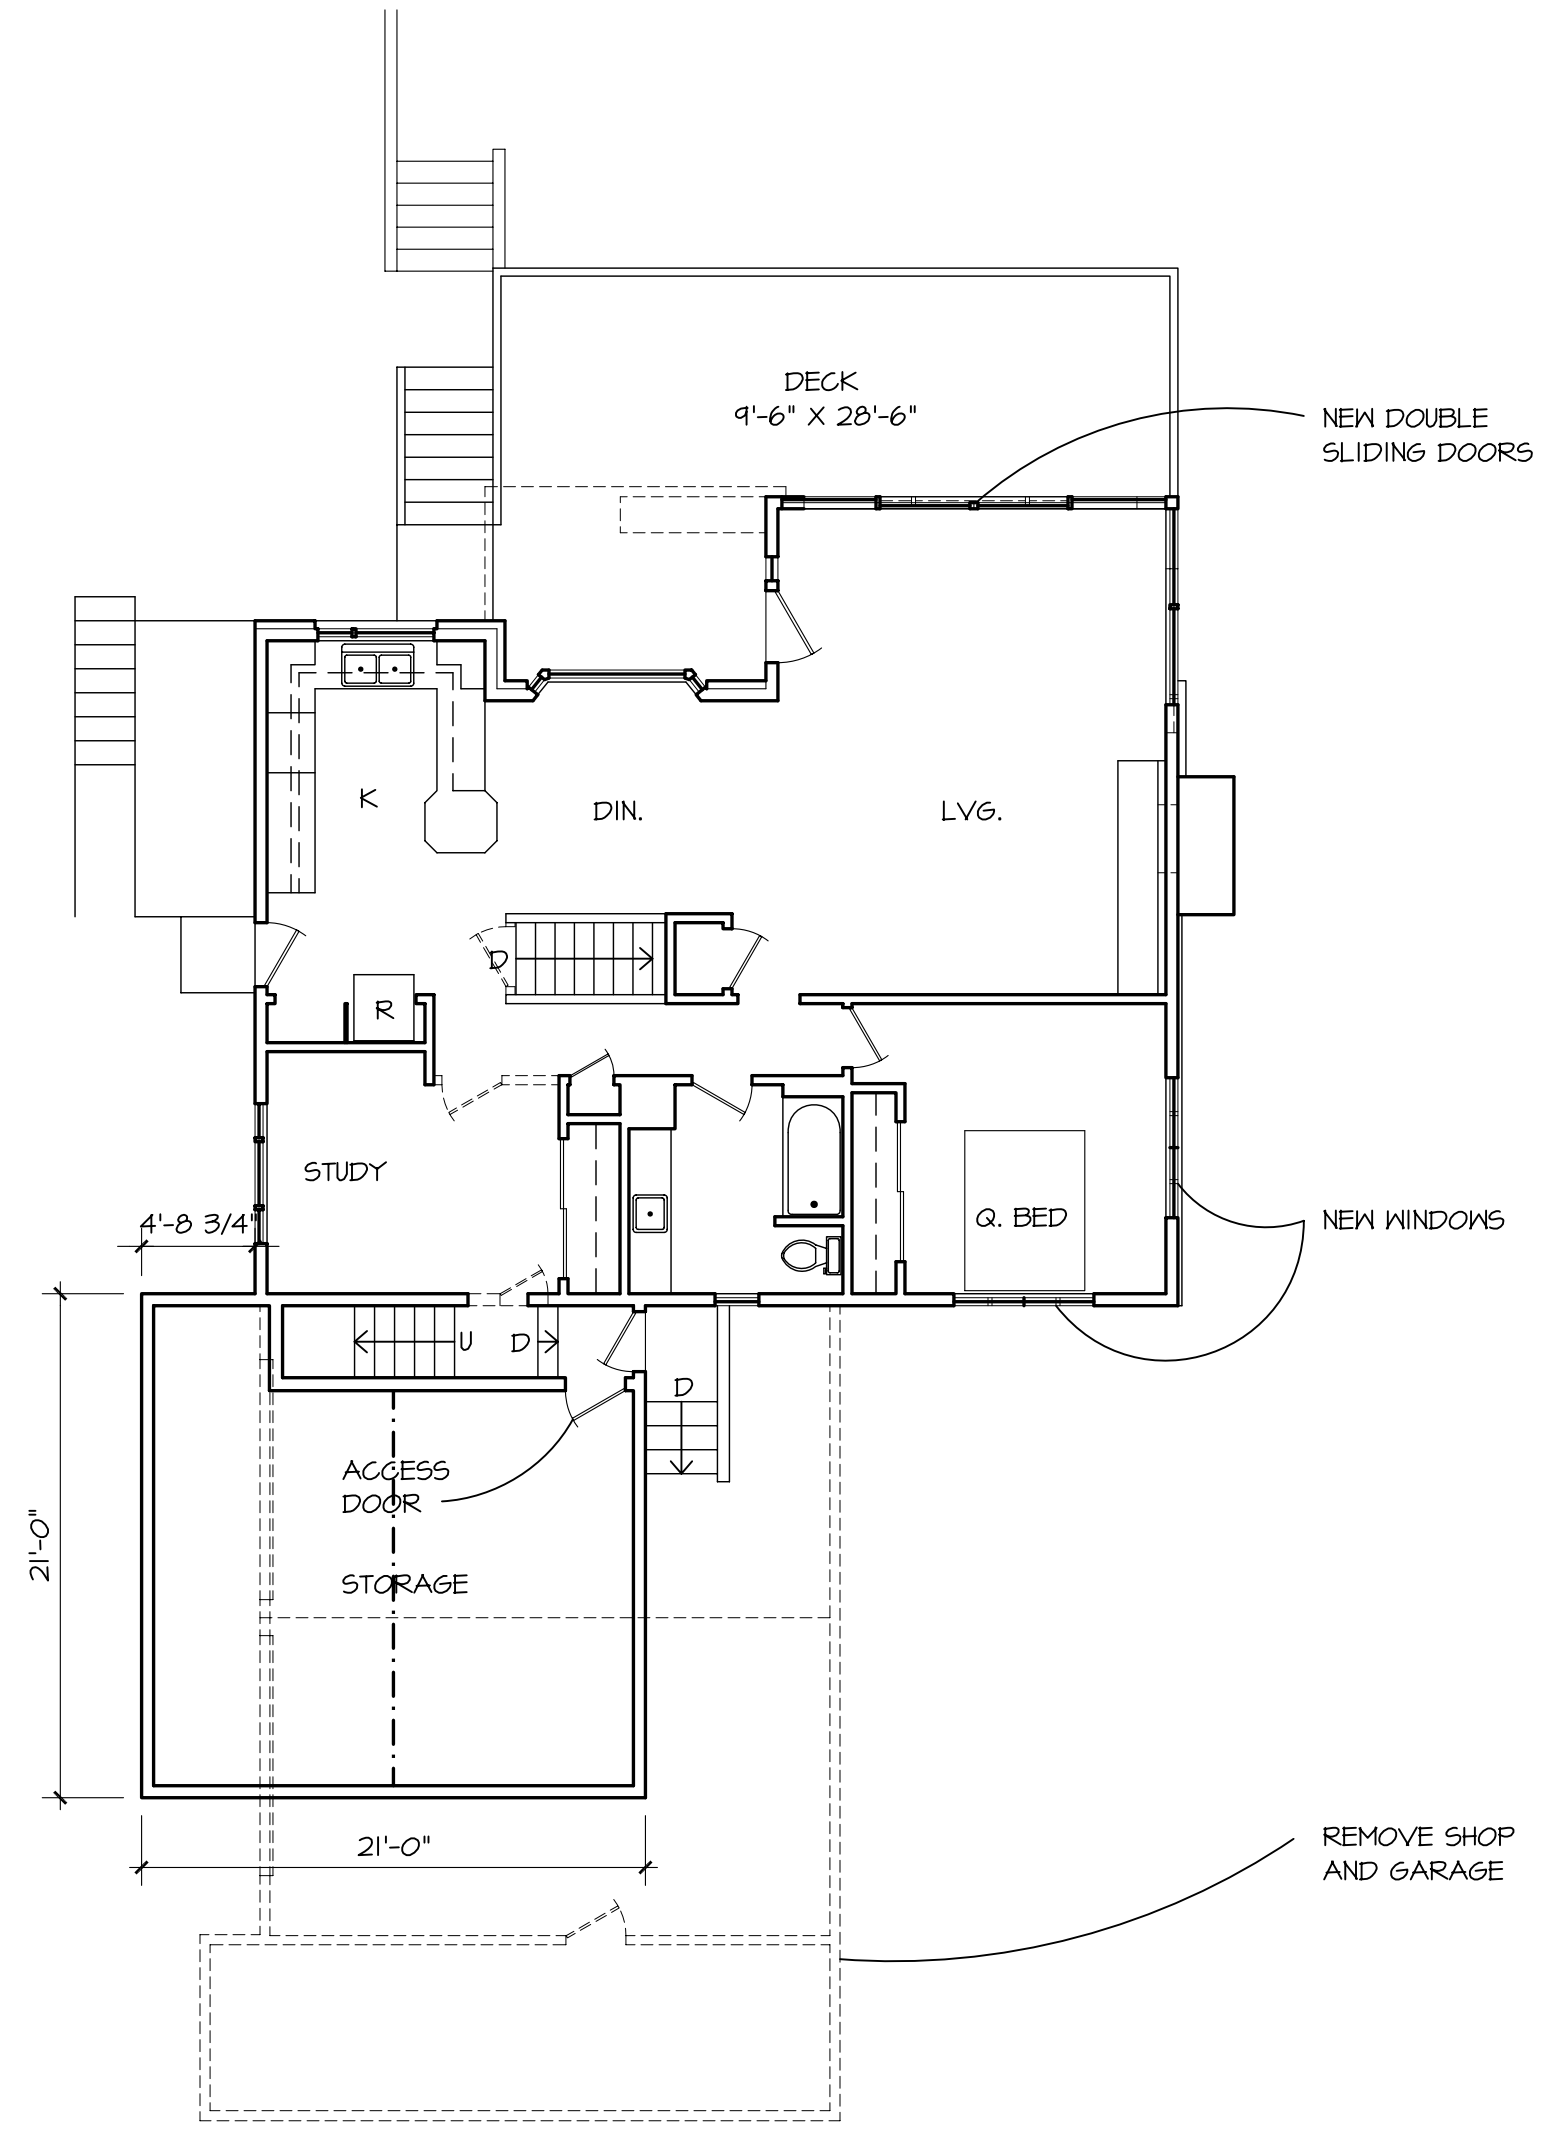 DECK
9'-6" X 28'-6"
NEW DOUBLE
SLIDING DOORS
K
DIN.
LVG.
D
R
STUDY
4'-8 3/4"
Q. BED
NEW WINDOWS
U
D
D
ACCESS
DOOR
21'-0"
STORAGE
21'-0"
REMOVE SHOP
AND GARAGE